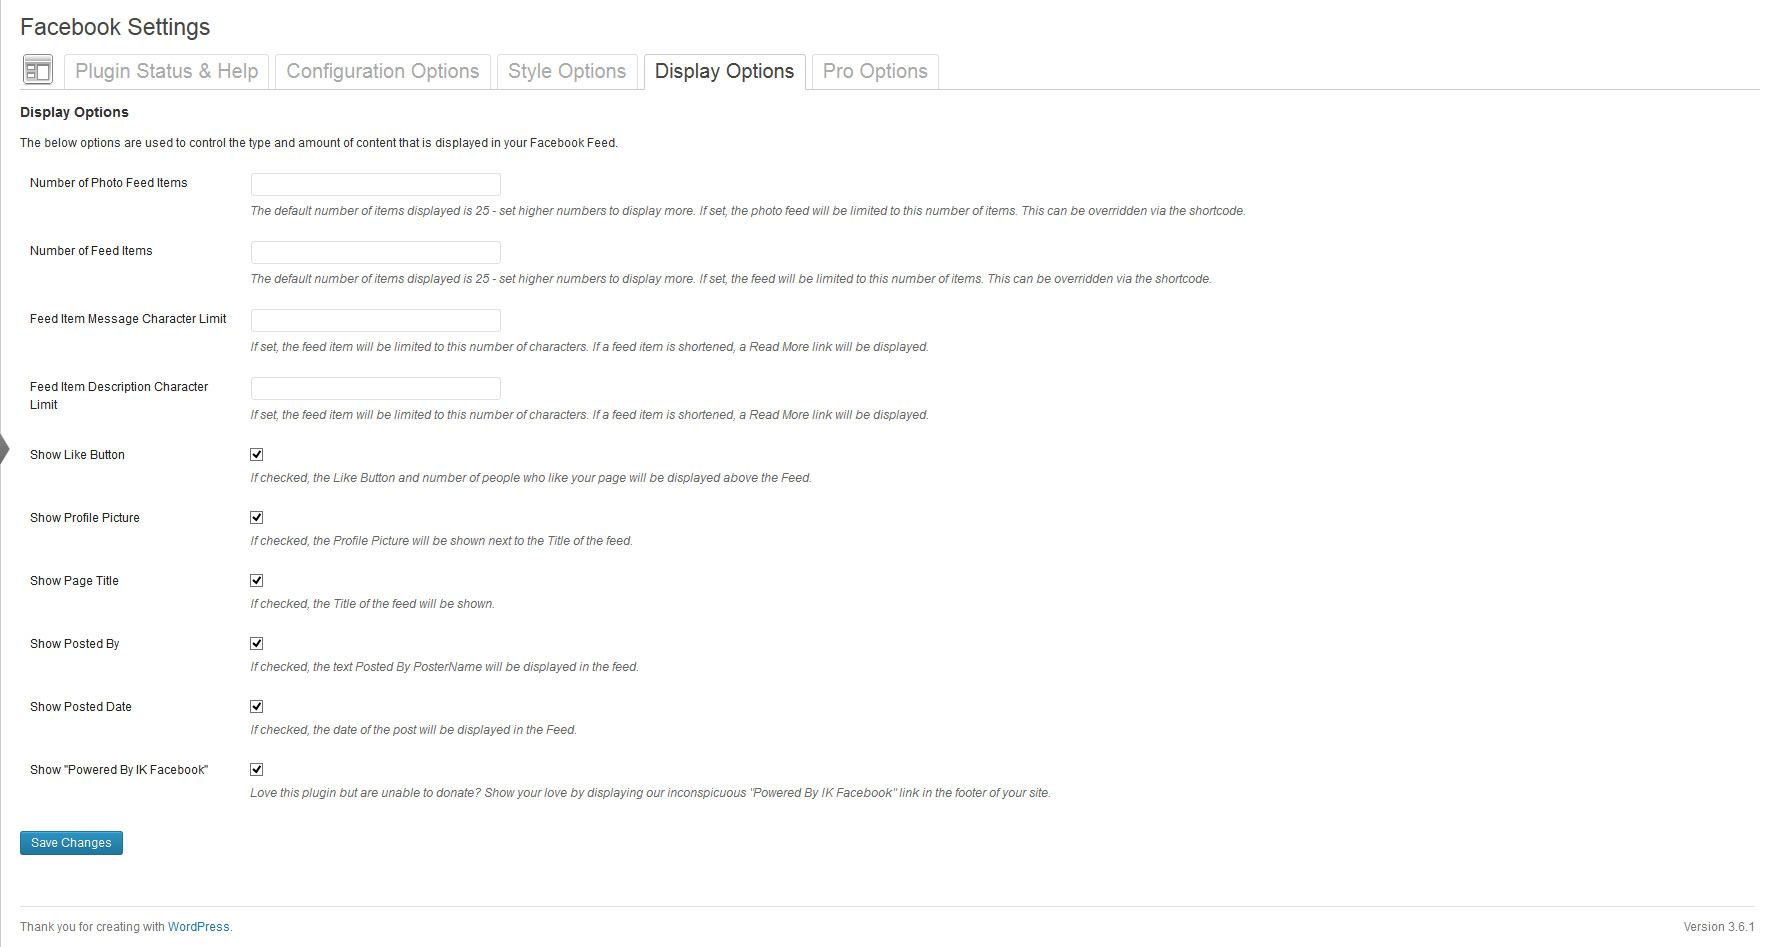 Facebook Settings
Plugin Status & Help
Configuration Options
Style Options
Display Options
Pro Options
Display Options
The below options are used to control the type and amount of content that is displayed in your Facebook Feed.
Number of Photo Feed Items
The default number of items displayed is 25 - set higher numbers to display more. If set, the photo feed will be limited to this number of items. This can be overridden via the shortcode.
Number of Feed Items
The default number of items displayed is 25 - set higher numbers to display more. If set, the feed will be limited to this number of items. This can be overridden via the shortcode.
Feed Item Message Character Limit
If set, the feed item will be limited to this number of characters. If a feed item is shortened, a Read More link will be displayed.
Feed Item Description Character
Limit
If set, the feed item will be limited to this number of characters. If a feed item is shortened, a Read More link will be displayed.
Show Like Button
If checked, the Like Button and number of people who like your page will be displayed above the Feed.
Show Profile Picture
If checked, the Profile Picture will be shown next to the Title of the feed.
Show Page Title
If checked, the Title of the feed will be shown.
Show Posted By
If checked, the text Posted By PosterName will be displayed in the feed.
Show Posted Date
If checked, the date of the post will be displayed in the Feed.
Show "Powered By IK Facebook"
Love this plugin but are unable to donate? Show your love by displaying our inconspicuous "Powered By IK Facebook" link in the footer of your site.
Save Changes
Thank you for creating with WordPress.
Version 3.6.1